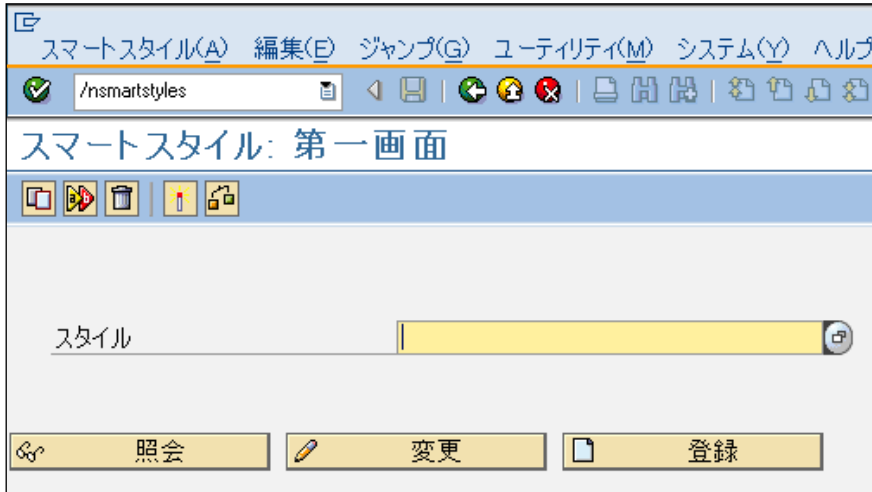 スマートスタイル(A) 編集(E) ジャンプ(G) ユーティリティ(M) システム(Y) ヘルプ
/nsmartstyles
スマートスタイル: 第一画面
スタイル
照会 変更 登録